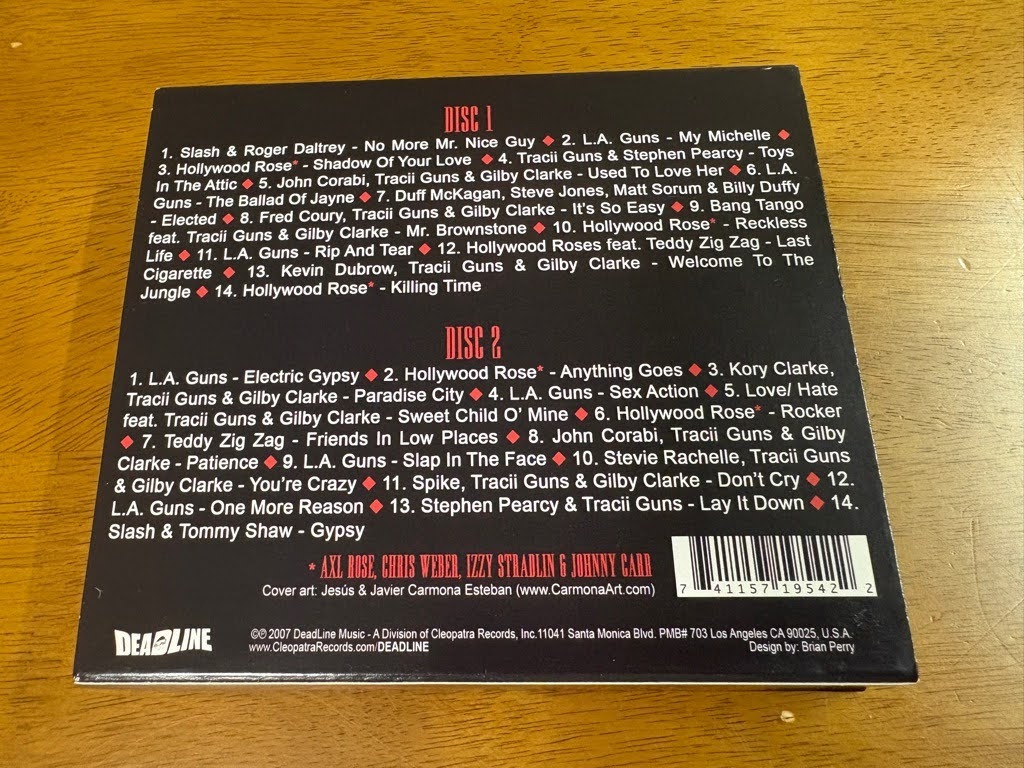 DISC 1
1. Slash & Roger Daltrey - No More Mr. Nice Guy ◆ 2. L.A. Guns - My Michelle ◆
3. Hollywood Rose* - Shadow Of Your Love ◆ 4. Tracii Guns & Stephen Pearcy - Toys
In The Attic ◆ 5. John Corabi, Tracii Guns & Gilby Clarke - Used To Love Her ◆ 6. L.A.
Guns - The Ballad Of Jayne ◆ 7. Duff McKagan, Steve Jones, Matt Sorum & Billy Duffy
- Elected ◆ 8. Fred Coury, Tracii Guns & Gilby Clarke - It's So Easy ◆ 9. Bang Tango
feat. Tracii Guns & Gilby Clarke - Mr. Brownstone ◆ 10. Hollywood Rose* - Reckless
Life ◆ 11. L.A. Guns - Rip And Tear ◆ 12. Hollywood Roses feat. Teddy Zig Zag - Last
Cigarette ◆ 13. Kevin Dubrow, Tracii Guns & Gilby Clarke - Welcome To The
Jungle ◆ 14. Hollywood Rose* - Killing Time
DISC 2
1. L.A. Guns - Electric Gypsy ◆ 2. Hollywood Rose* - Anything Goes ◆ 3. Kory Clarke,
Tracii Guns & Gilby Clarke - Paradise City ◆ 4. L.A. Guns - Sex Action ◆ 5. Love/ Hate
feat. Tracii Guns & Gilby Clarke - Sweet Child O' Mine ◆ 6. Hollywood Rose* - Rocker
◆ 7. Teddy Zig Zag - Friends In Low Places ◆ 8. John Corabi, Tracii Guns & Gilby
Clarke - Patience ◆ 9. L.A. Guns - Slap In The Face ◆ 10. Stevie Rachelle, Tracii Guns
& Gilby Clarke - You're Crazy ◆ 11. Spike, Tracii Guns & Gilby Clarke - Don't Cry ◆ 12.
L.A. Guns - One More Reason ◆ 13. Stephen Pearcy & Tracii Guns - Lay It Down ◆ 14.
Slash & Tommy Shaw - Gypsy
* AXL ROSE, CHRIS WEBER, IZZY STRADLIN & JOHNNY CARR
Cover art: Jesús & Javier Carmona Esteban (www.CarmonaArt.com)
7 41157 19542 2
DEADLINE
©℗ 2007 DeadLine Music - A Division of Cleopatra Records, Inc.11041 Santa Monica Blvd. PMB# 703 Los Angeles CA 90025, U.S.A.
www.CleopatraRecords.com/DEADLINE
Design by: Brian Perry